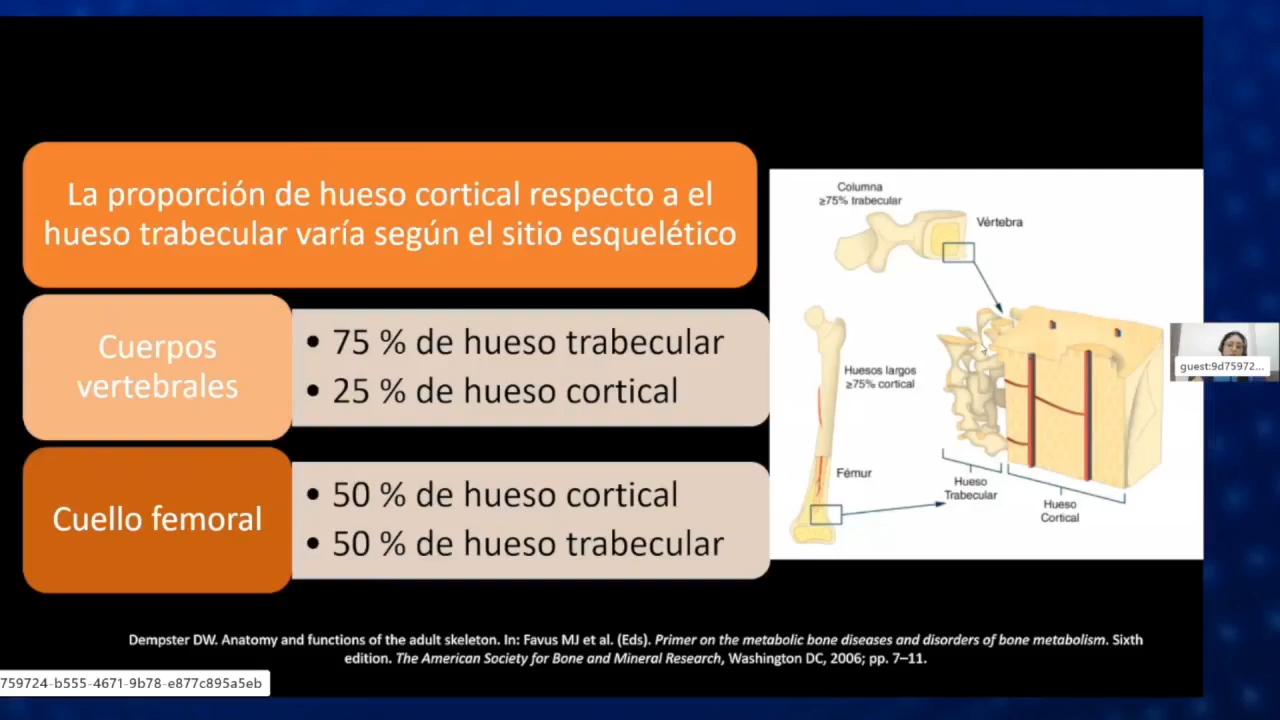 La proporción de hueso cortical respecto a el
hueso trabecular varía según el sitio esquelético
Cuerpos
vertebrales
• 75 % de hueso trabecular
• 25 % de hueso cortical
Cuello femoral
• 50 % de hueso cortical
• 50 % de hueso trabecular
Columna
≥75% trabecular
Vértebra
Huesos largos
≥75% cortical
Fémur
Hueso
Trabecular
Hueso
Cortical
guest:9d75972...
Dempster DW. Anatomy and functions of the adult skeleton. In: Favus MJ et al. (Eds). Primer on the metabolic bone diseases and disorders of bone metabolism. Sixth
edition. The American Society for Bone and Mineral Research, Washington DC, 2006; pp. 7–11.
759724-b555-4671-9b78-e877c895a5eb